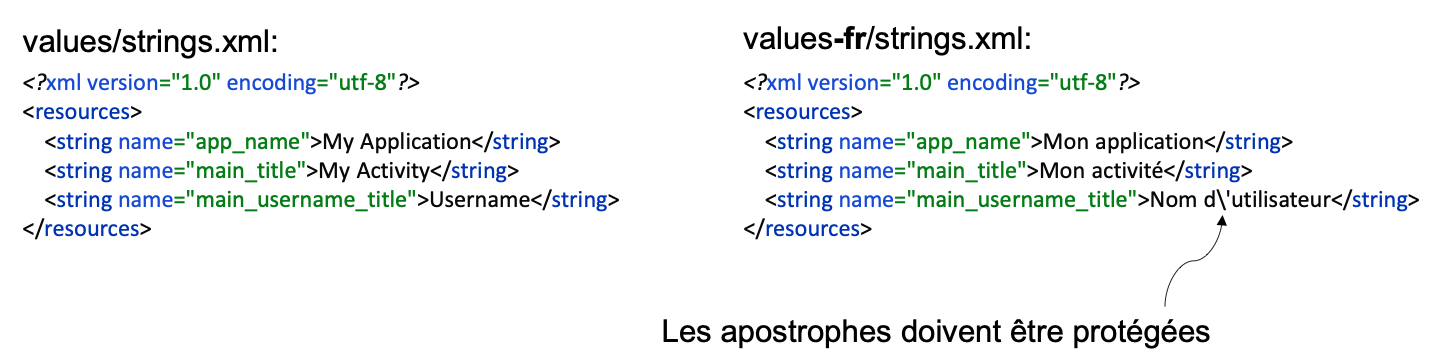 values/strings.xml:
<?xml version="1.0" encoding="utf-8"?>
<resources>
<string name="app_name">My Application</string>
<string name="main_title">My Activity</string>
<string name="main_username_title">Username</string>
</resources>
values-fr/strings.xml:
<?xml version="1.0" encoding="utf-8"?>
<resources>
<string name="app_name">Mon application</string>
<string name="main_title">Mon activité</string>
<string name="main_username_title">Nom d\'utilisateur</string>
</resources>
Les apostrophes doivent être protégées